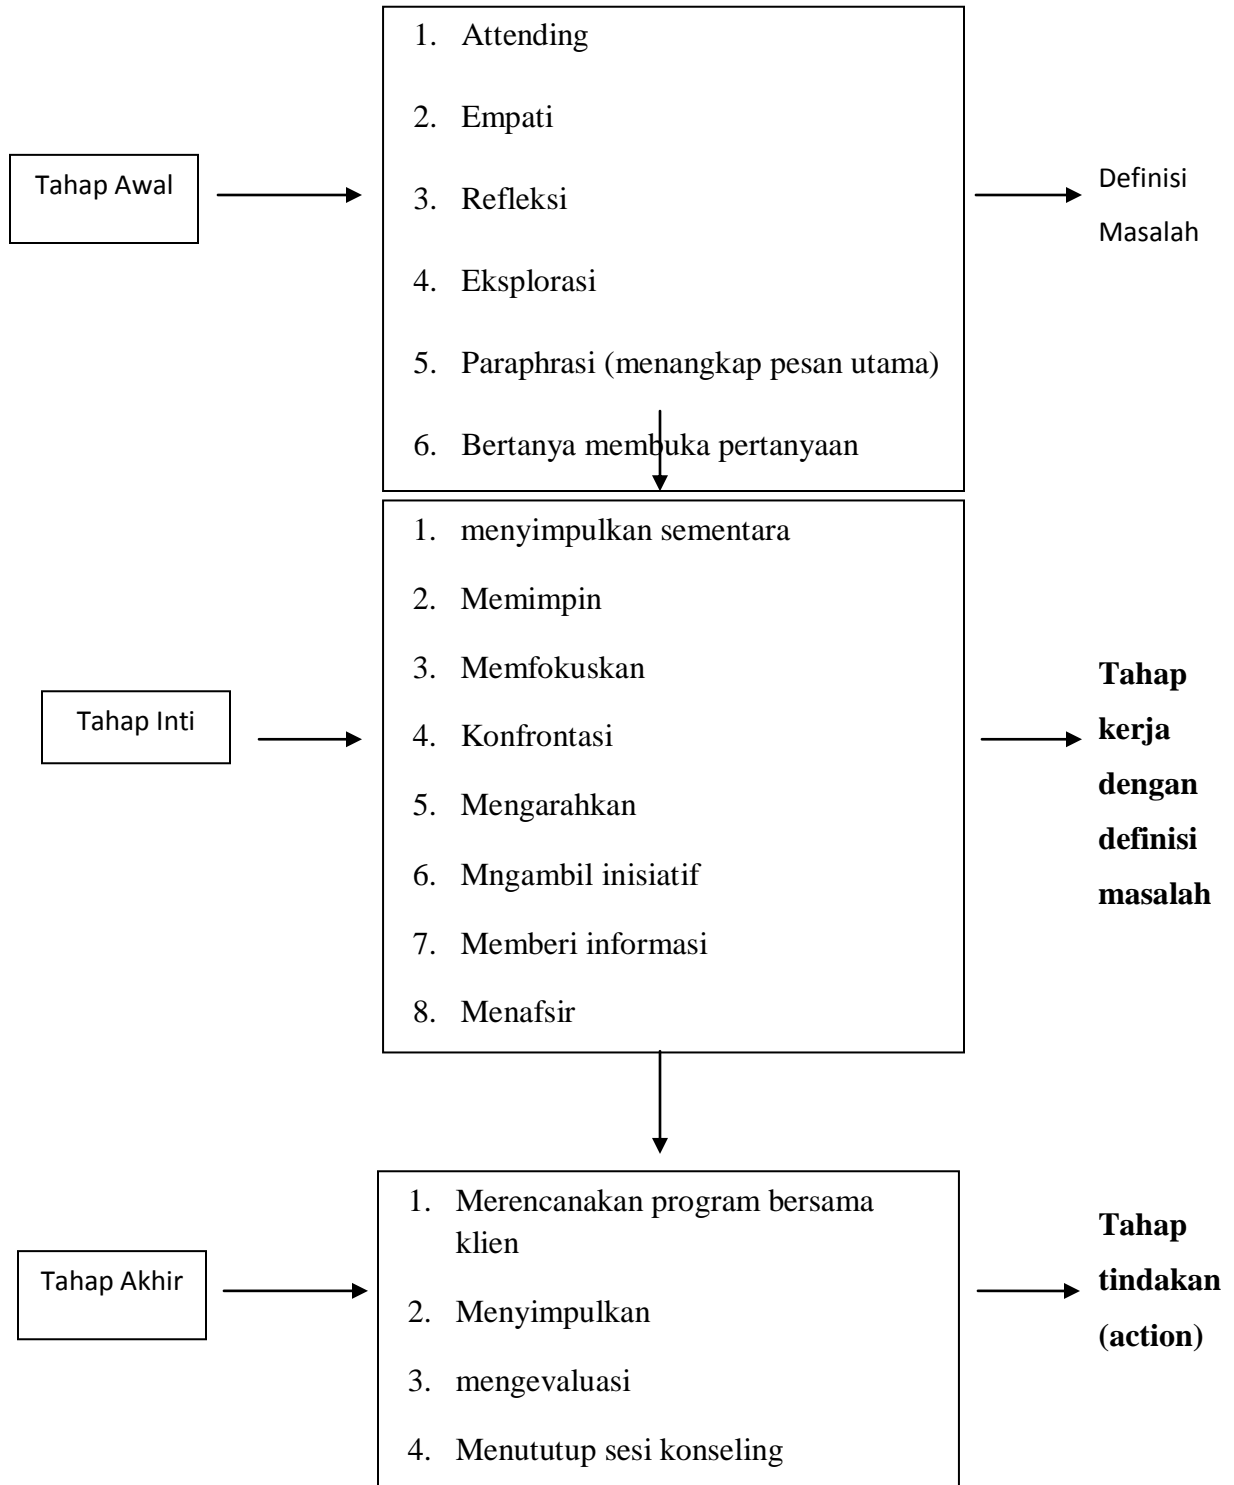 Tahap Awal
1. Attending
2. Empati
3. Refleksi
4. Eksplorasi
5. Paraphrasi (menangkap pesan utama)
6. Bertanya membuka pertanyaan
Definisi
Masalah
Tahap Inti
1. menyimpulkan sementara
2. Memimpin
3. Memfokuskan
4. Konfrontasi
5. Mengarahkan
6. Mngambil inisiatif
7. Memberi informasi
8. Menafsir
Tahap
kerja
dengan
definisi
masalah
Tahap Akhir
1. Merencanakan program bersama
klien
2. Menyimpulkan
3. mengevaluasi
4. Menututup sesi konseling
Tahap
tindakan
(action)